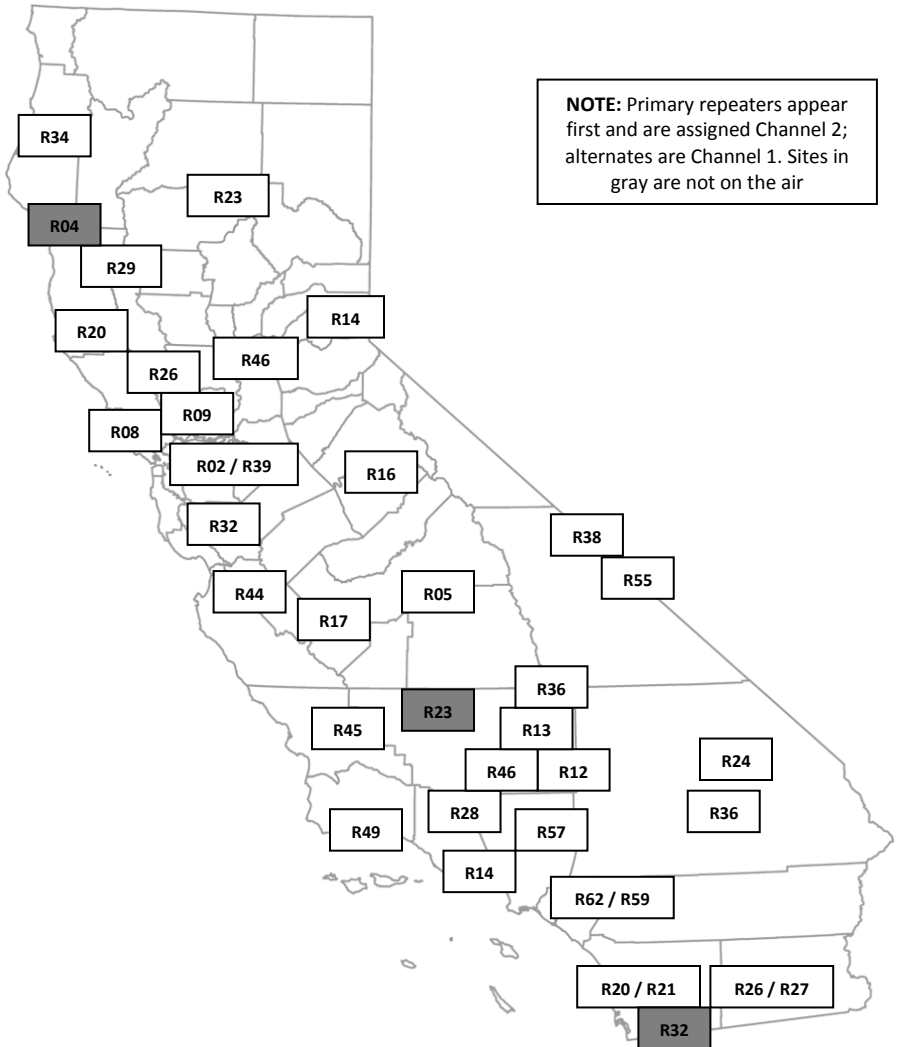 NOTE: Primary repeaters appear
first and are assigned Channel 2;
alternates are Channel 1. Sites in
gray are not on the air
R34
R23
R04
R29
R14
R20
R46
R26
R09
R08
R02 / R39
R16
R32
R38
R55
R44
R05
R17
R36
R23
R45
R13
R24
R46
R12
R28
R36
R49
R57
R14
R62 / R59
R20 / R21
R26 / R27
R32